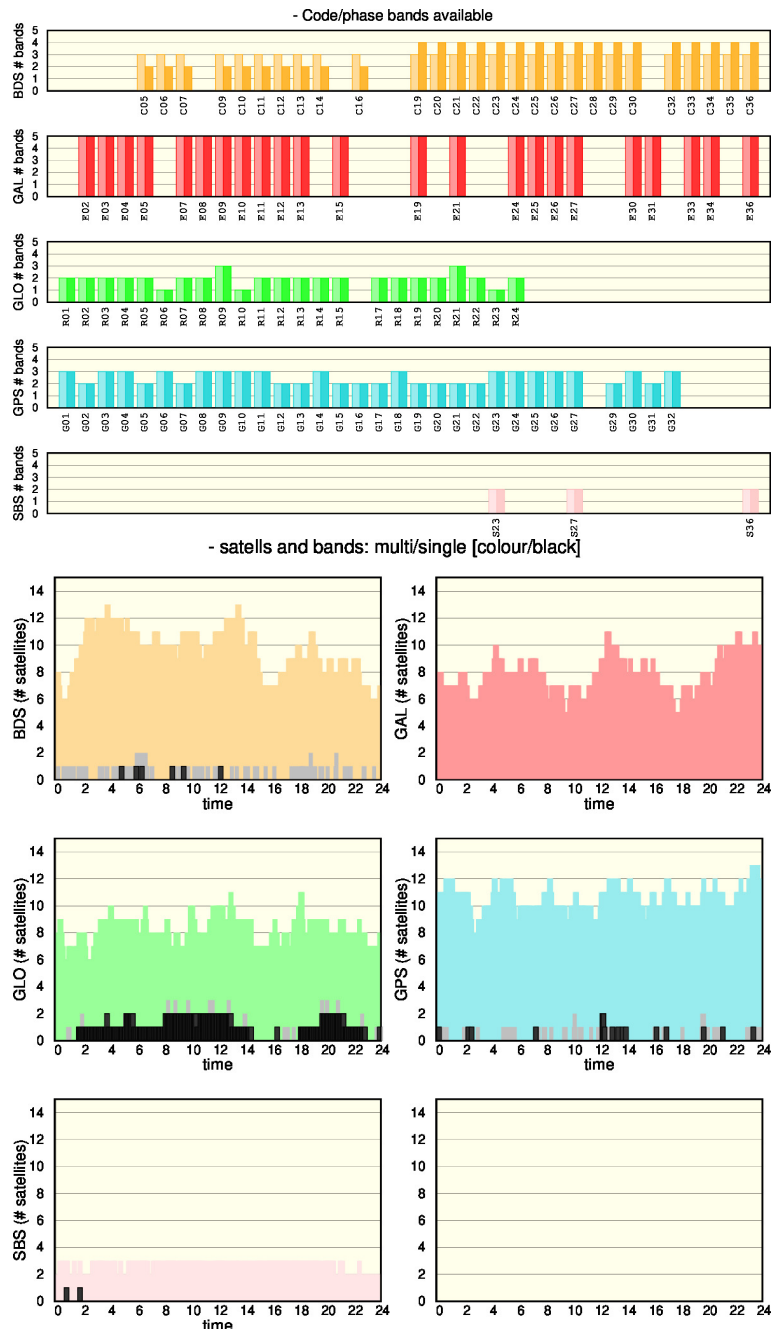 - Code/phase bands available
BDS # bands
5
4
3
2
1
0
C05 C06 C07 C09 C10 C11 C12 C13 C14 C16 C19 C20 C21 C22 C23 C24 C25 C26 C27 C28 C29 C30 C32 C33 C34 C35 C36
GAL # bands
5
4
3
2
1
0
E02 E03 E04 E05 E07 E08 E09 E10 E11 E12 E13 E15 E19 E21 E24 E25 E26 E27 E30 E31 E33 E34 E36
GLO # bands
5
4
3
2
1
0
R01 R02 R03 R04 R05 R06 R07 R08 R09 R10 R11 R12 R13 R14 R15 R17 R18 R19 R20 R21 R22 R23 R24
GPS # bands
5
4
3
2
1
0
G01 G02 G03 G04 G05 G06 G07 G08 G09 G10 G11 G12 G13 G14 G15 G16 G17 G18 G19 G20 G21 G22 G23 G24 G25 G26 G27 G29 G30 G31 G32
SBS # bands
5
4
3
2
1
0
S23 S27 S36
- satells and bands: multi/single [colour/black]
BDS (# satellites)
14
12
10
8
6
4
2
0
0 2 4 6 8 10 12 14 16 18 20 22 24
time
GAL (# satellites)
14
12
10
8
6
4
2
0
0 2 4 6 8 10 12 14 16 18 20 22 24
time
GLO (# satellites)
14
12
10
8
6
4
2
0
0 2 4 6 8 10 12 14 16 18 20 22 24
time
GPS (# satellites)
14
12
10
8
6
4
2
0
0 2 4 6 8 10 12 14 16 18 20 22 24
time
SBS (# satellites)
14
12
10
8
6
4
2
0
0 2 4 6 8 10 12 14 16 18 20 22 24
time
14
12
10
8
6
4
2
0
0 2 4 6 8 10 12 14 16 18 20 22 24